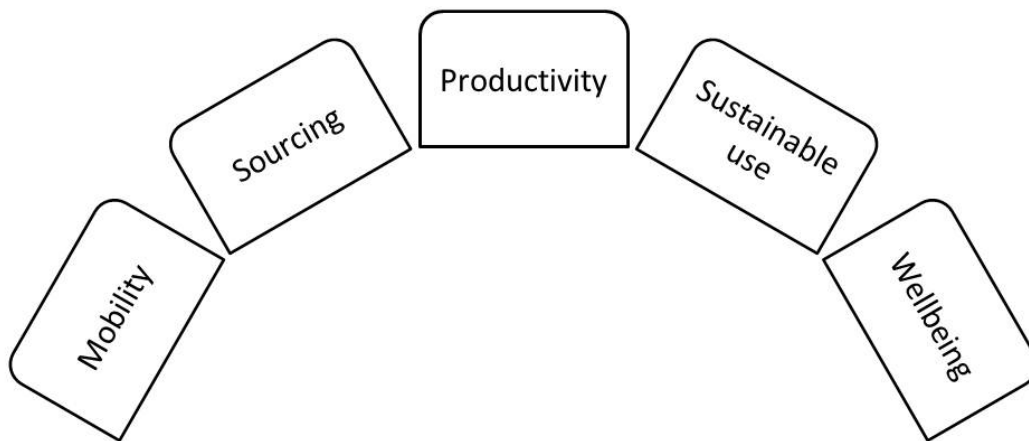 Mobility
Sourcing
Productivity
Sustainable
use
Wellbeing